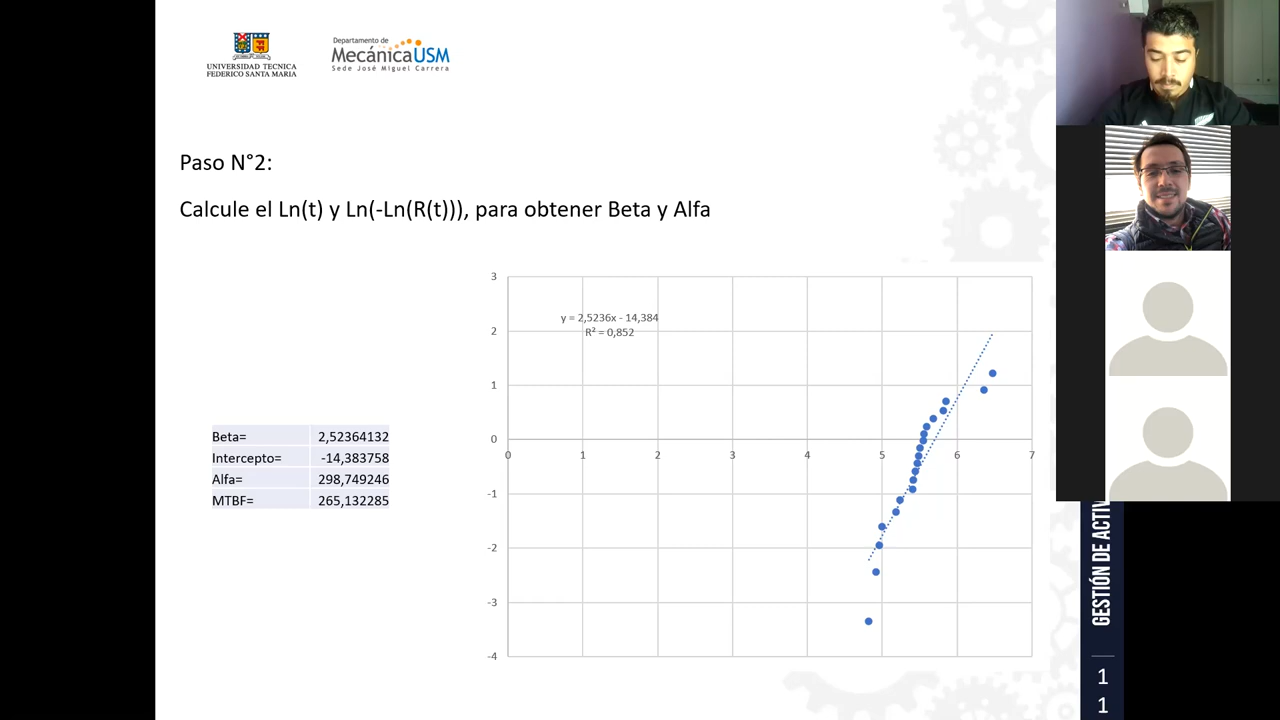 UNIVERSIDAD TECNICA
FEDERICO SANTA MARIA
Departamento de
MecánicaUSM
Sede José Miguel Carrera
Paso N°2:
Calcule el Ln(t) y Ln(-Ln(R(t))), para obtener Beta y Alfa
Beta= 2,52364132
Intercepto= -14,383758
Alfa= 298,749246
MTBF= 265,132285
y = 2,5236x - 14,384
R² = 0,852
3
2
1
0
-1
-2
-3
-4
0 1 2 3 4 5 6 7
GESTIÓN DE ACTIV
1
1